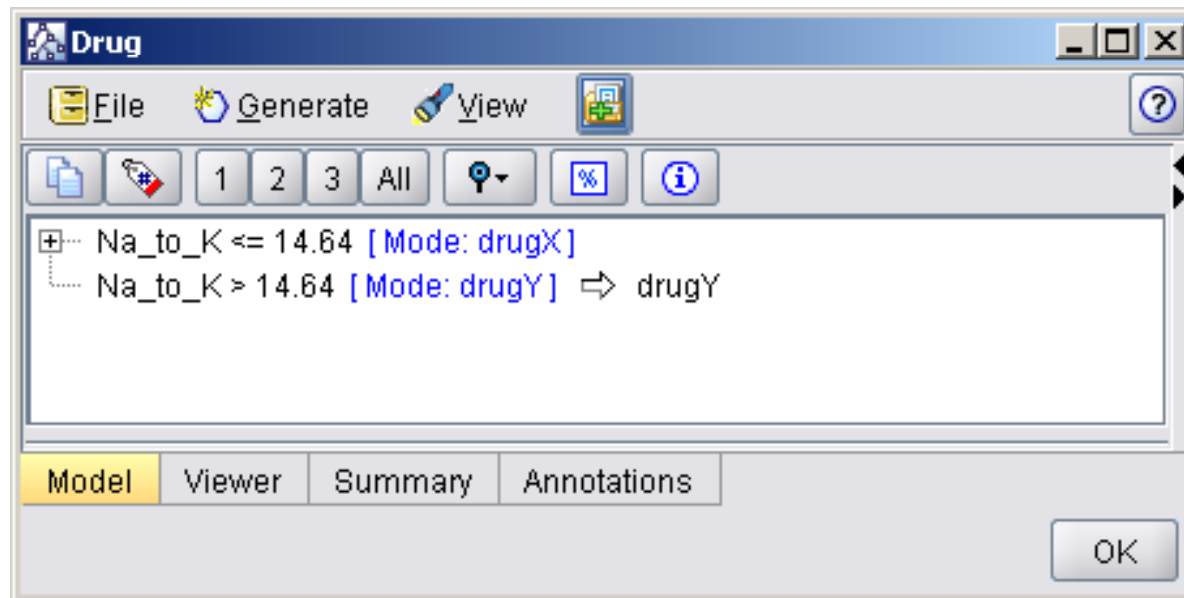 Drug
File Generate View
1 2 3 All % i
Na_to_K <= 14.64 [Mode: drugX]
Na_to_K > 14.64 [Mode: drugY] ⇨ drugY
Model Viewer Summary Annotations
OK